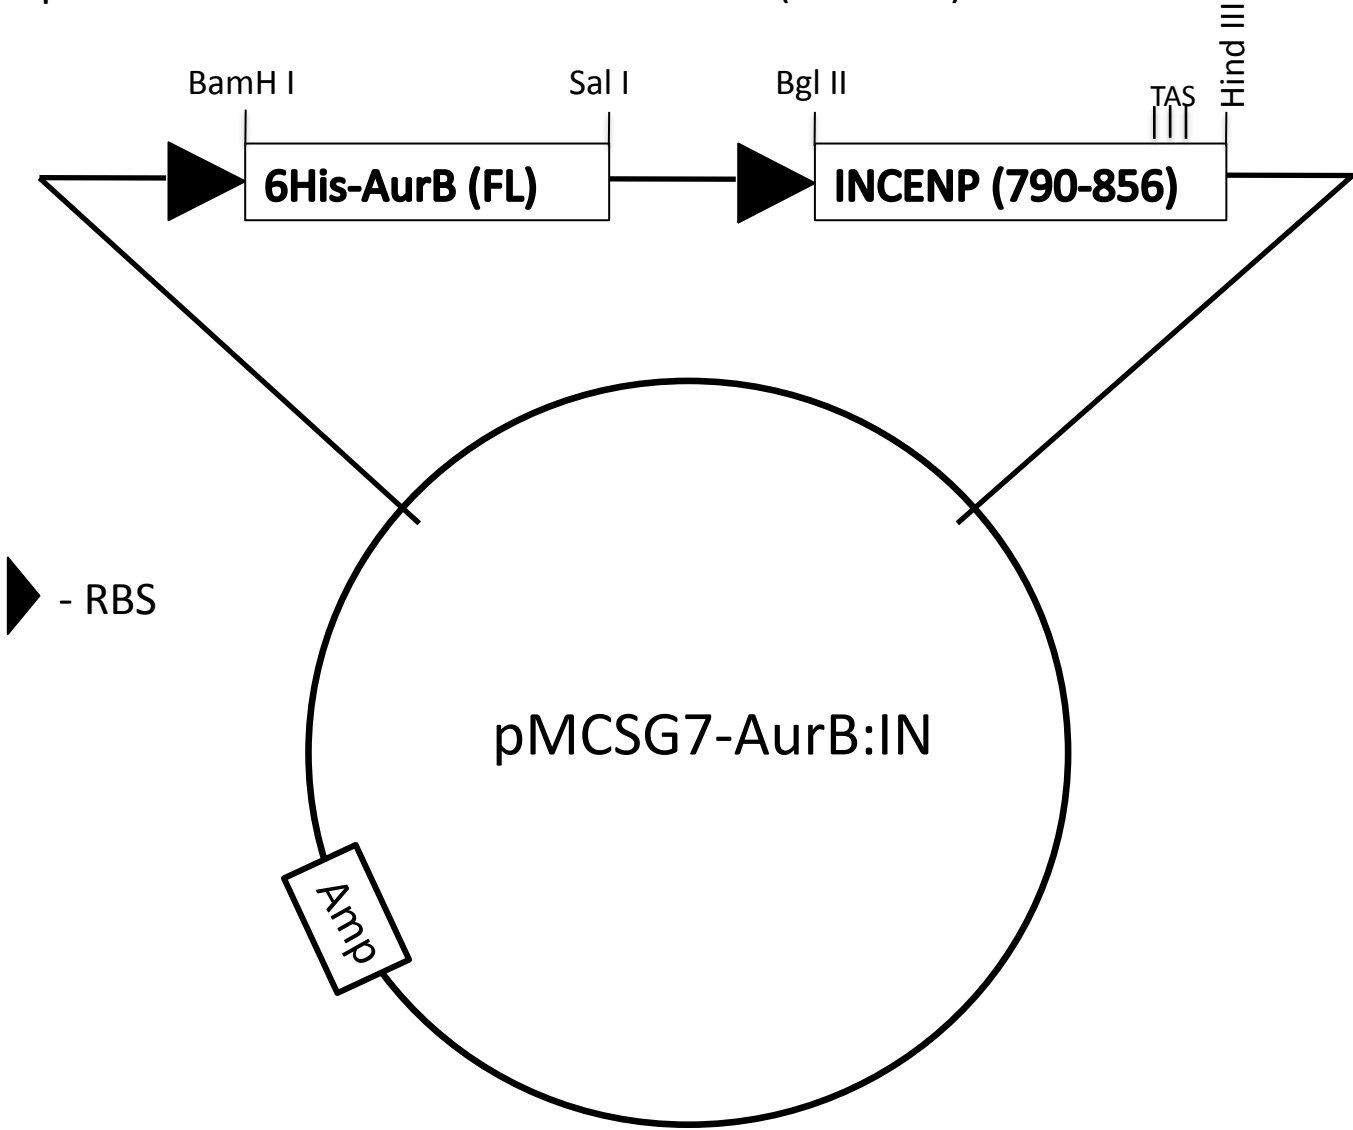 BamH I
Sal I
Bgl II
TAS
Hind III
6His-AurB (FL)
INCENP (790-856)
- RBS
pMCSG7-AurB:IN
Amp